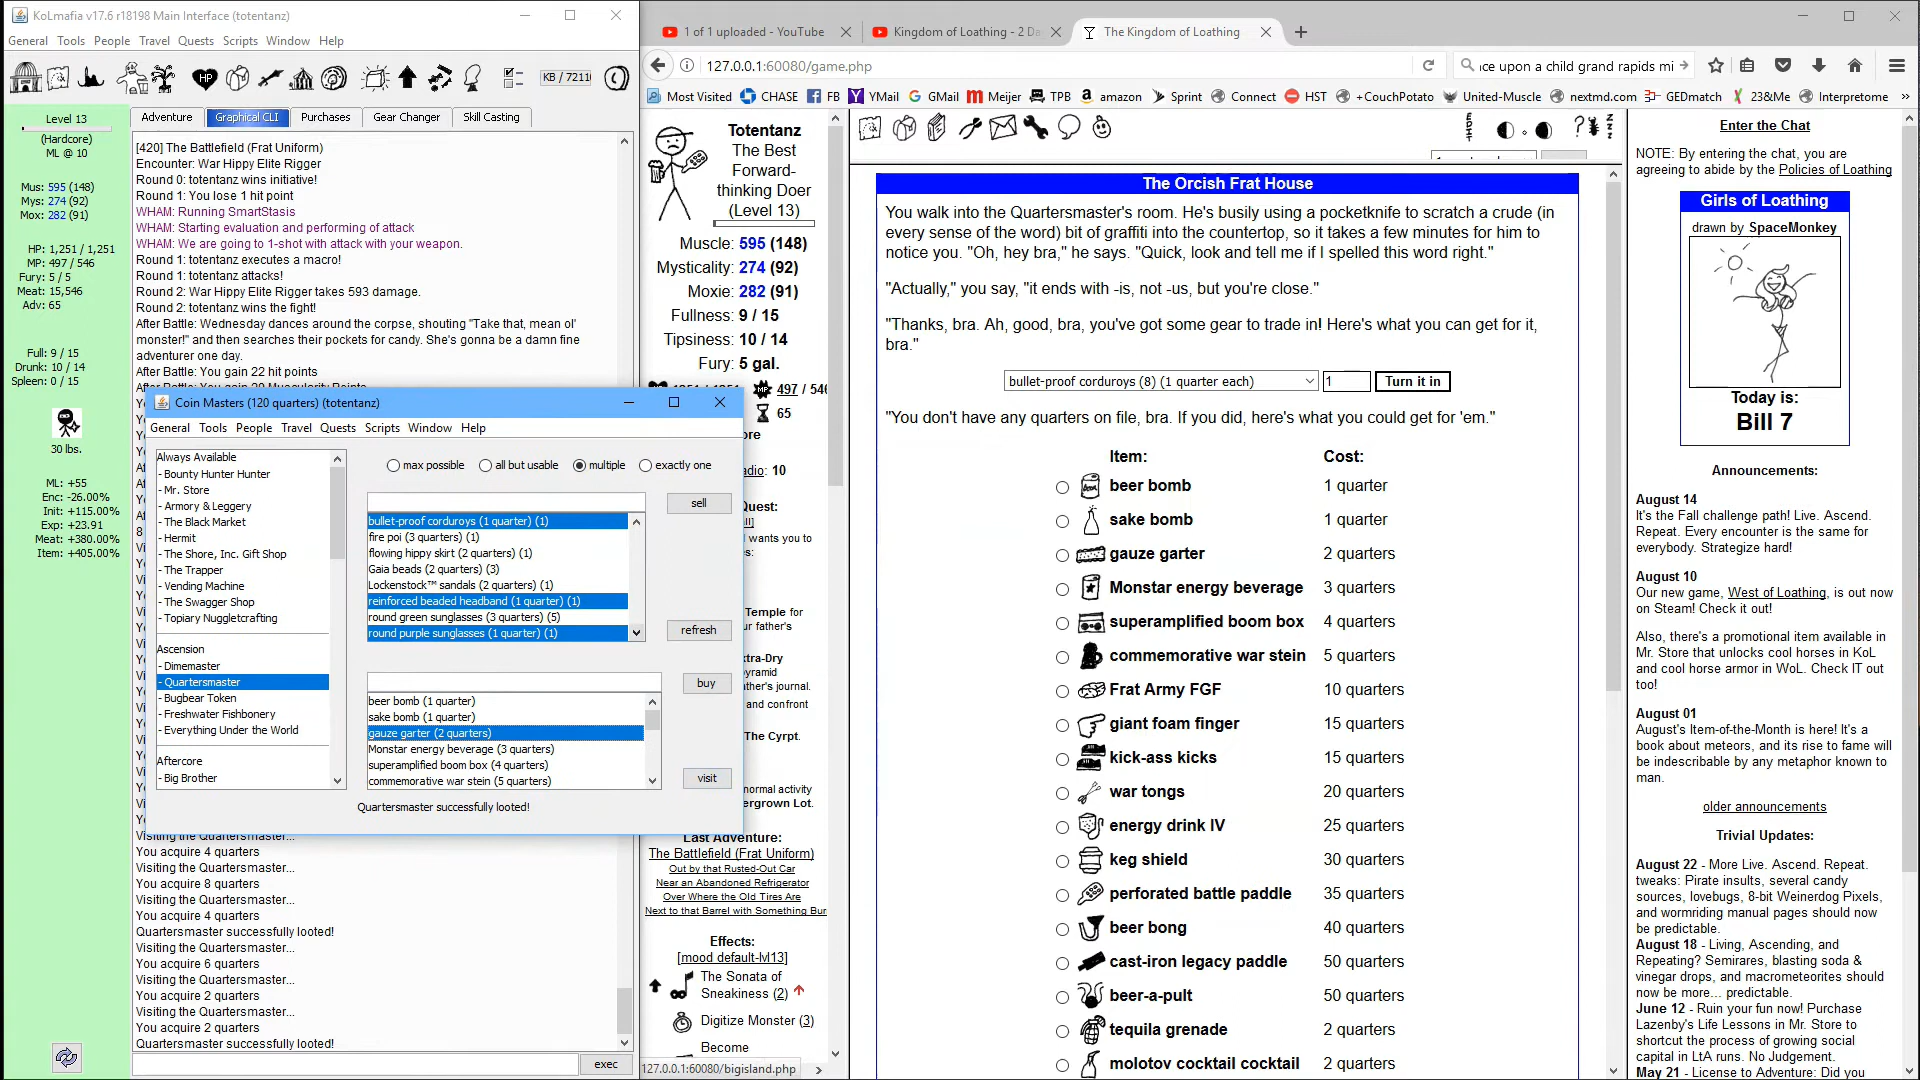 KoLmafia v17.6 r18198 Main Interface (totentanz)
General Tools People Travel Quests Scripts Window Help
HP
KB / 7211
Adventure Graphical CLI Purchases Gear Changer Skill Casting
Level 13
(Hardcore)
ML @ 10
Mus: 595 (148)
Mys: 274 (92)
Mox: 282 (91)
HP: 1,251 / 1,251
MP: 497 / 546
Fury: 5 / 5
Meat: 15,546
Adv: 65
Full: 9 / 15
Drunk: 10 / 14
Spleen: 0 / 15
30 lbs.
ML: +55
Enc: -26.00%
Init: +115.00%
Exp: +23.91
Meat: +380.00%
Item: +405.00%
[420] The Battlefield (Frat Uniform)
Encounter: War Hippy Elite Rigger
Round 0: totentanz wins initiative!
Round 1: You lose 1 hit point
WHAM: Running SmartStasis
WHAM: Starting evaluation and performing of attack
WHAM: We are going to 1-shot with attack with your weapon.
Round 1: totentanz executes a macro!
Round 1: totentanz attacks!
Round 2: War Hippy Elite Rigger takes 593 damage.
Round 2: totentanz wins the fight!
After Battle: Wednesday dances around the corpse, shouting "Take that, mean ol'
monster!" and then searches their pockets for candy. She's gonna be a damn fine
adventurer one day.
After Battle: You gain 22 hit points
Coin Masters (120 quarters) (totentanz)
General Tools People Travel Quests Scripts Window Help
Always Available
- Bounty Hunter Hunter
- Mr. Store
- Armory & Leggery
- The Black Market
- Hermit
- The Shore, Inc. Gift Shop
- The Trapper
- Vending Machine
- The Swagger Shop
- Topiary Nuggletcrafting
Ascension
- Dimemaster
- Quartersmaster
- Bugbear Token
- Freshwater Fishbonery
- Everything Under the World
Aftercore
- Big Brother
max possible all but usable multiple exactly one
sell
bullet-proof corduroys (1 quarter) (1)
fire poi (3 quarters) (1)
flowing hippy skirt (2 quarters) (1)
Gaia beads (2 quarters) (3)
Lockenstock™ sandals (2 quarters) (1)
reinforced beaded headband (1 quarter) (1)
round green sunglasses (3 quarters) (5)
round purple sunglasses (1 quarter) (1)
refresh
buy
beer bomb (1 quarter)
sake bomb (1 quarter)
gauze garter (2 quarters)
Monstar energy beverage (3 quarters)
superamplified boom box (4 quarters)
commemorative war stein (5 quarters)
visit
Quartersmaster successfully looted!
Visiting the Quartersmaster...
You acquire 4 quarters
Visiting the Quartersmaster...
You acquire 8 quarters
Visiting the Quartersmaster...
You acquire 4 quarters
Quartersmaster successfully looted!
Visiting the Quartersmaster...
You acquire 6 quarters
Visiting the Quartersmaster...
You acquire 2 quarters
Visiting the Quartersmaster...
You acquire 2 quarters
Quartersmaster successfully looted!
exec
1 of 1 uploaded - YouTube Kingdom of Loathing - 2 Da The Kingdom of Loathing
127.0.0.1:60080/game.php
ice upon a child grand rapids mi
Most Visited CHASE FB YMail GMail Meijer TPB amazon Sprint Connect HST +CouchPotato United-Muscle nextmd.com GEDmatch 23&Me Interpretome
Totentanz
The Best
Forward-
thinking Doer
(Level 13)
Muscle: 595 (148)
Mysticality: 274 (92)
Moxie: 282 (91)
Fullness: 9 / 15
Tipsiness: 10 / 14
Fury: 5 gal.
497 / 546
65
10
Quest:
wants you to
Temple for
father's
xtra-Dry
pyramid
father's journal.
and confront
The Cyrpt.
normal activity
Last Adventure:
The Battlefield (Frat Uniform)
Out by that Rusted-Out Car
Near an Abandoned Refrigerator
Over Where the Old Tires Are
Next to that Barrel with Something Bur
Effects:
[mood default-lvl13]
The Sonata of
Sneakiness (2)
Digitize Monster (3)
Become
127.0.0.1:60080/bigisland.php
EDIT
The Orcish Frat House
You walk into the Quartersmaster's room. He's busily using a pocketknife to scratch a crude (in
every sense of the word) bit of graffiti into the countertop, so it takes a few minutes for him to
notice you. "Oh, hey bra," he says. "Quick, look and tell me if I spelled this word right."
"Actually," you say, "it ends with -is, not -us, but you're close."
"Thanks, bra. Ah, good, bra, you've got some gear to trade in! Here's what you can get for it,
bra."
bullet-proof corduroys (8) (1 quarter each) 1 Turn it in
"You don't have any quarters on file, bra. If you did, here's what you could get for 'em."
Item: Cost:
beer bomb 1 quarter
sake bomb 1 quarter
gauze garter 2 quarters
Monstar energy beverage 3 quarters
superamplified boom box 4 quarters
commemorative war stein 5 quarters
Frat Army FGF 10 quarters
giant foam finger 15 quarters
kick-ass kicks 15 quarters
war tongs 20 quarters
energy drink IV 25 quarters
keg shield 30 quarters
perforated battle paddle 35 quarters
beer bong 40 quarters
cast-iron legacy paddle 50 quarters
beer-a-pult 50 quarters
tequila grenade 2 quarters
molotov cocktail cocktail 2 quarters
Enter the Chat
NOTE: By entering the chat, you are
agreeing to abide by the Policies of Loathing
Girls of Loathing
drawn by SpaceMonkey
Today is:
Bill 7
Announcements:
August 14
It's the Fall challenge path! Live. Ascend.
Repeat. Every encounter is the same for
everybody. Strategize hard!
August 10
Our new game, West of Loathing, is out now
on Steam! Check it out!
Also, there's a promotional item available in
Mr. Store that unlocks cool horses in KoL
and cool horse armor in WoL. Check IT out
too!
August 01
August's Item-of-the-Month is here! It's a
book about meteors, and its rise to fame will
be indescribable by any metaphor known to
man.
older announcements
Trivial Updates:
August 22 - More Live. Ascend. Repeat.
tweaks: Pirate insults, several candy
sources, lovebugs, 8-bit Weinerdog Pixels,
and wormriding manual pages should now
be predictable.
August 18 - Living, Ascending, and
Repeating? Semirares, blasting soda &
vinegar drops, and macrometeorites should
now be more... predictable.
June 12 - Ruin your fun now! Purchase
Lazenby's Life Lessons in Mr. Store to
shortcut the process of growing social
capital in LtA runs. No Judgement.
May 21 - License to Adventure: Did you